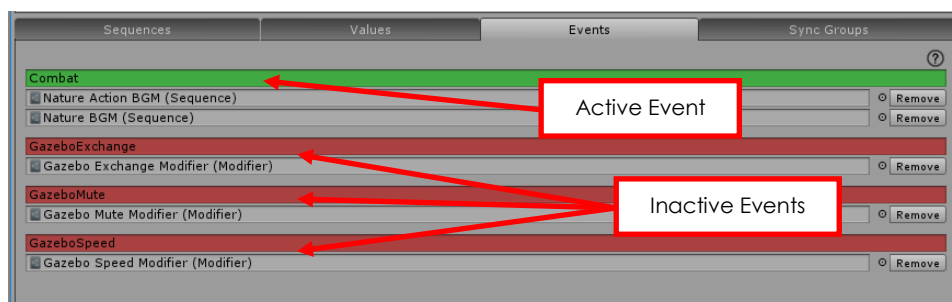 Sequences Values Events Sync Groups
?
Combat
Nature Action BGM (Sequence) Remove
Nature BGM (Sequence) Remove
Active Event
GazeboExchange
Gazebo Exchange Modifier (Modifier) Remove
GazeboMute
Gazebo Mute Modifier (Modifier) Remove
Inactive Events
GazeboSpeed
Gazebo Speed Modifier (Modifier) Remove